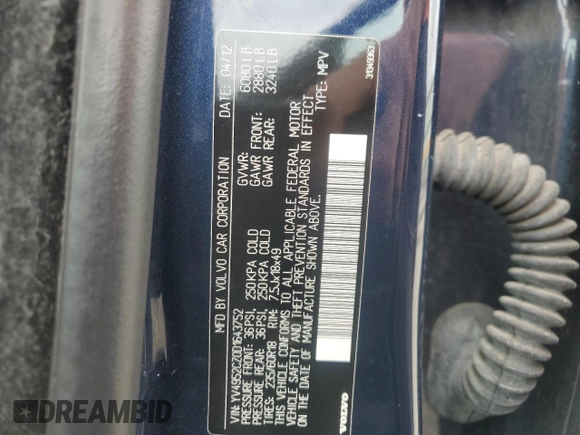 MFD BY: VOLVO CAR CORPORATION DATE: 04/12
GVWR: 6080 LB
GAWR FRONT: 2880 LB
GAWR REAR: 3240 LB
VIN: YV4952CZ0D1643752
PRESSURE FRONT: 36PSI, 250KPA COLD
PRESSURE REAR: 36PSI, 250KPA COLD
TIRES: 235/60R18 RIM: 7,5Jx18x49
THIS VEHICLE CONFORMS TO ALL APPLICABLE FEDERAL MOTOR
VEHICLE SAFETY AND THEFT PREVENTION STANDARDS IN EFFECT
ON THE DATE OF MANUFACTURE SHOWN ABOVE.
TYPE: MPV
VOLVO
31349363
DREAMBID